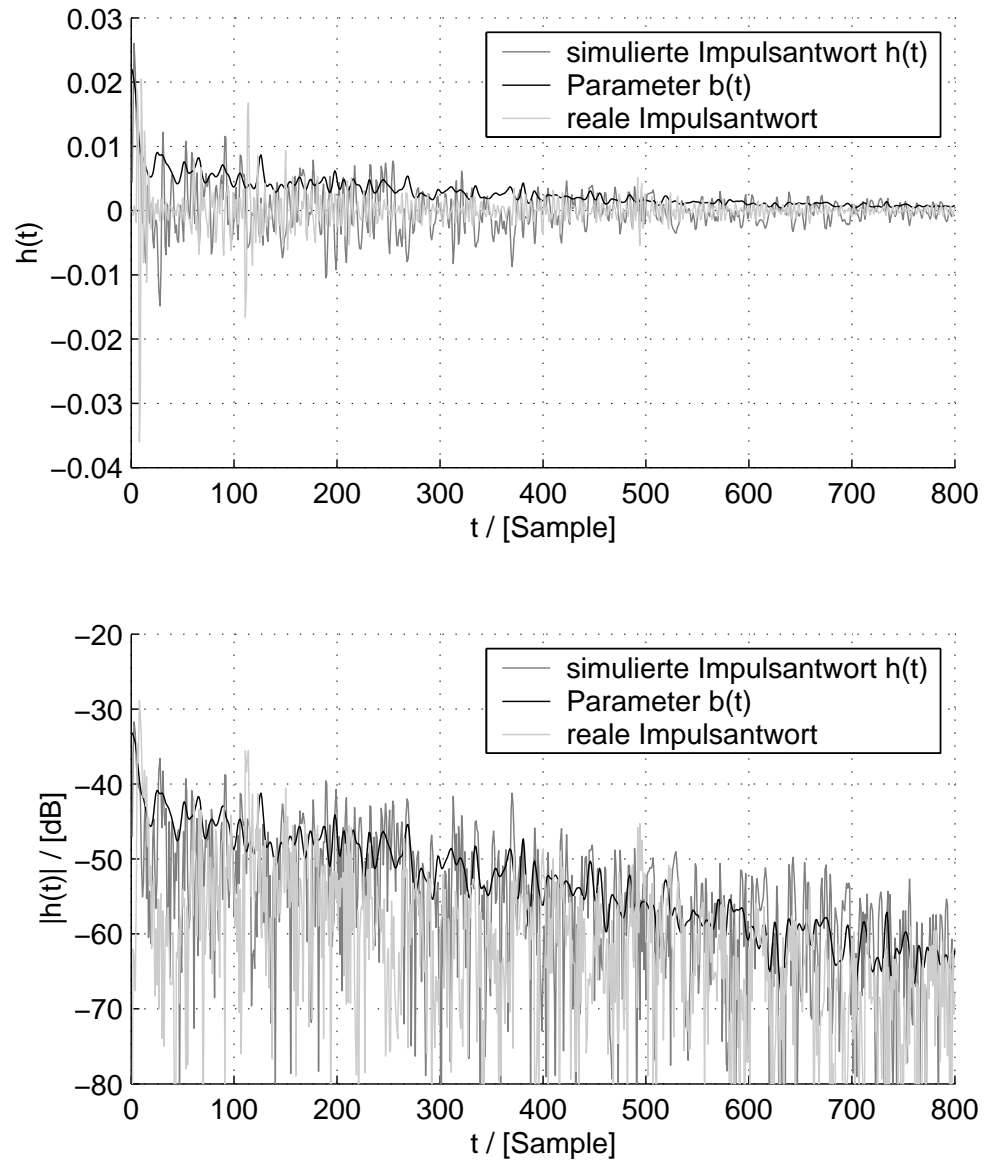 0.03
0.02
0.01
0
−0.01
−0.02
−0.03
−0.04
h(t)
simulierte Impulsantwort h(t)
Parameter b(t)
reale Impulsantwort
0 100 200 300 400 500 600 700 800
t / [Sample]
−20
−30
−40
−50
−60
−70
−80
|h(t)| / [dB]
simulierte Impulsantwort h(t)
Parameter b(t)
reale Impulsantwort
0 100 200 300 400 500 600 700 800
t / [Sample]